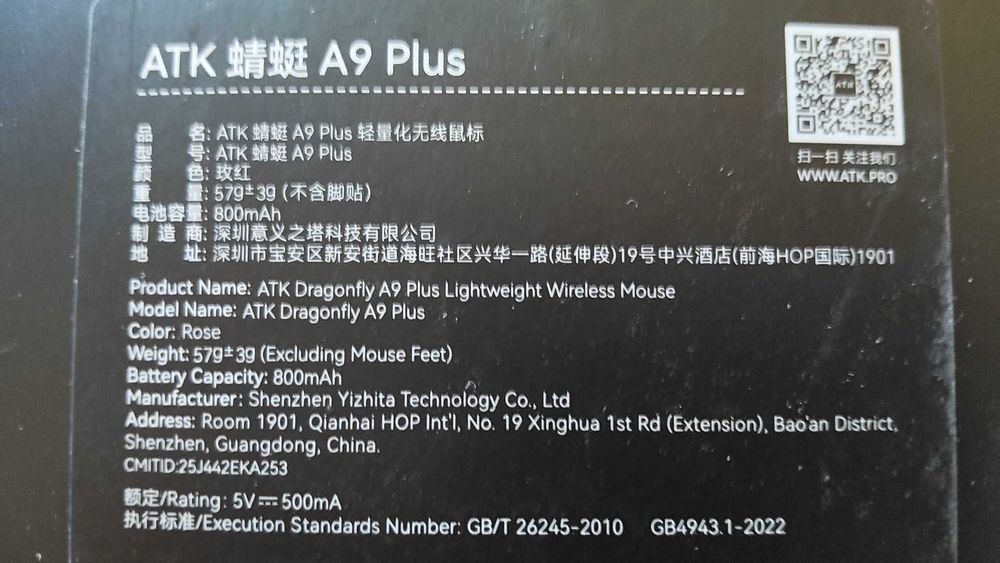 ATK 蜻蜓 A9 Plus
ATK
扫一扫 关注我们
WWW.ATK.PRO
品 名: ATK 蜻蜓 A9 Plus 轻量化无线鼠标
型 号: ATK 蜻蜓 A9 Plus
颜 色: 玫红
重 量: 57g±3g (不含脚贴)
电池容量: 800mAh
制 造 商: 深圳意义之塔科技有限公司
地 址: 深圳市宝安区新安街道海旺社区兴华一路(延伸段)19号中兴酒店(前海HOP国际)1901
Product Name: ATK Dragonfly A9 Plus Lightweight Wireless Mouse
Model Name: ATK Dragonfly A9 Plus
Color: Rose
Weight: 57g±3g (Excluding Mouse Feet)
Battery Capacity: 800mAh
Manufacturer: Shenzhen Yizhita Technology Co., Ltd
Address: Room 1901, Qianhai HOP Int'l, No. 19 Xinghua 1st Rd (Extension), Bao'an District,
Shenzhen, Guangdong, China.
CMIITID:25J442EKA253
额定/Rating: 5V⎓500mA
执行标准/Execution Standards Number: GB/T 26245-2010 GB4943.1-2022